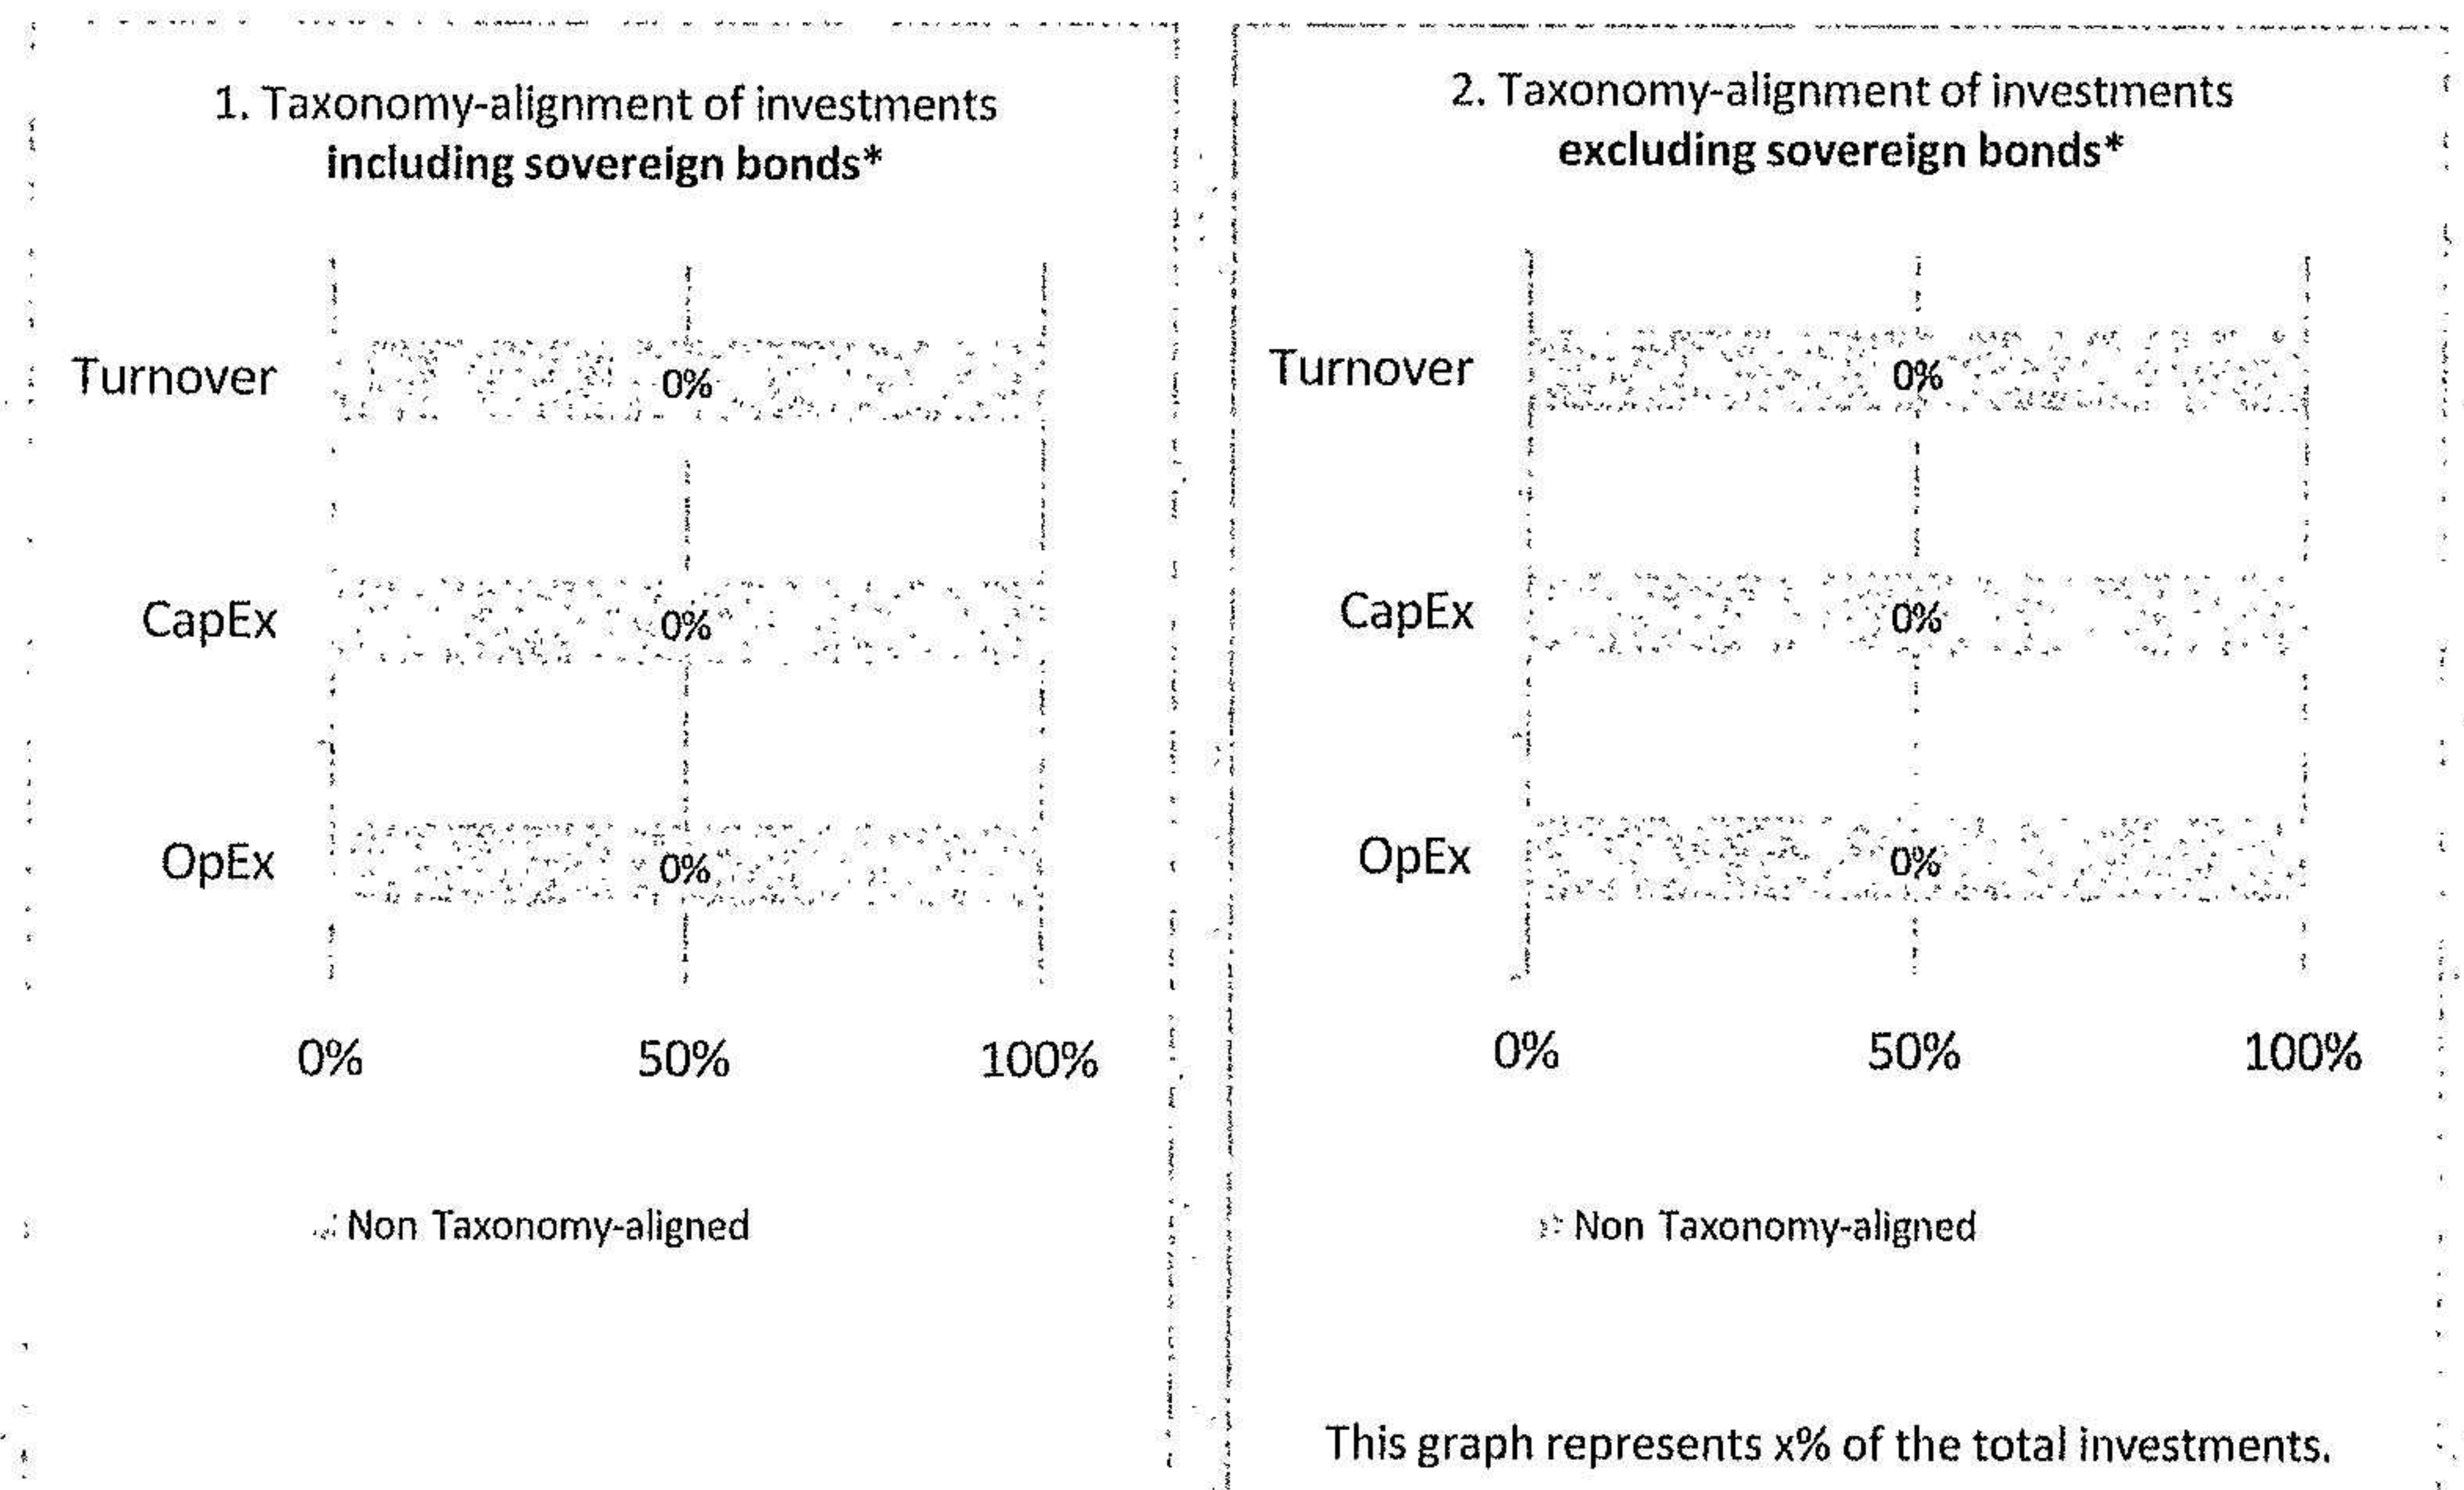 1. Taxonomy-alignment of investments
including sovereign bonds*
Turnover
0%
CapEx
0%
OpEx
0%
0% 50% 100%
Non Taxonomy-aligned
2. Taxonomy-alignment of investments
excluding sovereign bonds*
Turnover
0%
CapEx
0%
OpEx
0%
0% 50% 100%
Non Taxonomy-aligned
This graph represents x% of the total investments.